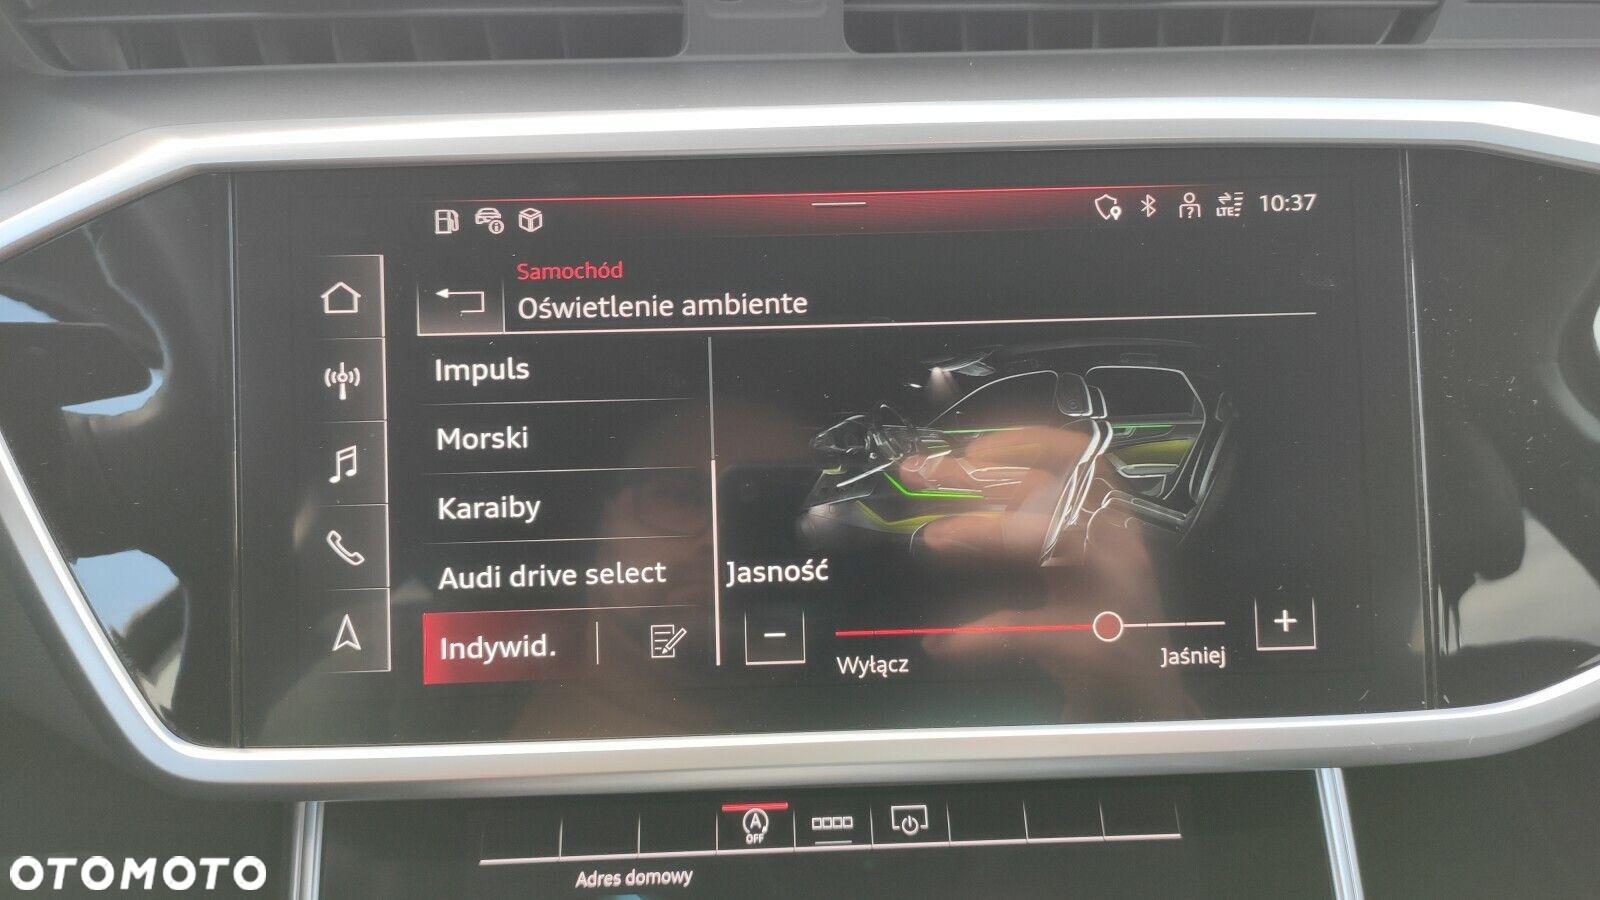 LTE 10:37
Samochód
Oświetlenie ambiente
Impuls
Morski
Karaiby
Audi drive select
Indywid.
Jasność
Wyłącz
Jaśniej
A
OFF
Adres domowy
OTOMOTO